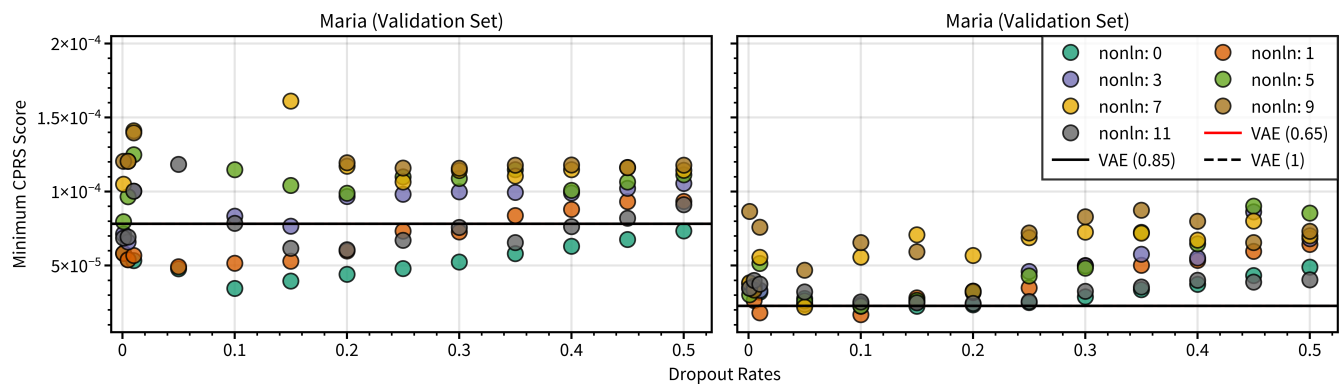 Maria (Validation Set)
Maria (Validation Set)
Minimum CPRS Score
2×10⁻⁴
1.5×10⁻⁴
1×10⁻⁴
5×10⁻⁵
nonln: 0
nonln: 1
nonln: 3
nonln: 5
nonln: 7
nonln: 9
nonln: 11
VAE (0.65)
VAE (0.85)
VAE (1)
0 0.1 0.2 0.3 0.4 0.5
0 0.1 0.2 0.3 0.4 0.5
Dropout Rates